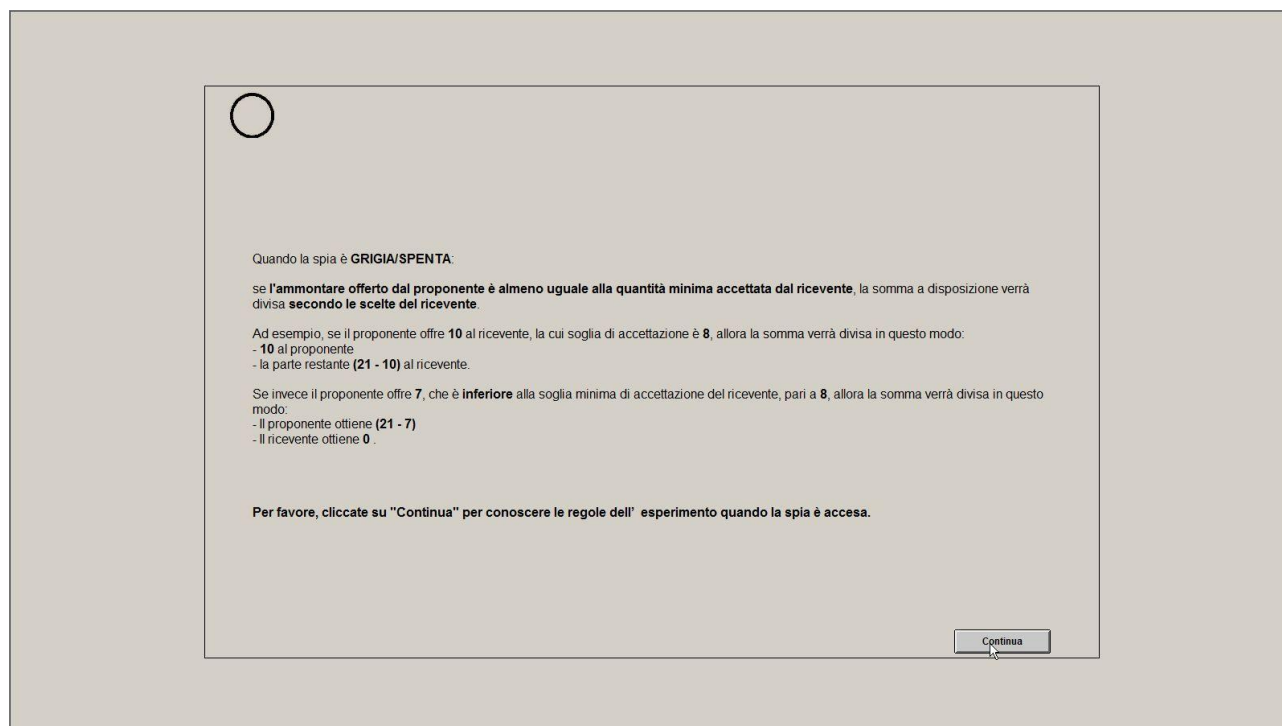 Quando la spia è GRIGIA/SPENTA:
se l'ammontare offerto dal proponente è almeno uguale alla quantità minima accettata dal ricevente, la somma a disposizione verrà
divisa secondo le scelte del ricevente.
Ad esempio, se il proponente offre 10 al ricevente, la cui soglia di accettazione è 8, allora la somma verrà divisa in questo modo:
- 10 al proponente
- la parte restante (21 - 10) al ricevente.
Se invece il proponente offre 7, che è inferiore alla soglia minima di accettazione del ricevente, pari a 8, allora la somma verrà divisa in questo
modo:
- Il proponente ottiene (21 - 7)
- Il ricevente ottiene 0 .
Per favore, cliccate su "Continua" per conoscere le regole dell' esperimento quando la spia è accesa.
Continua